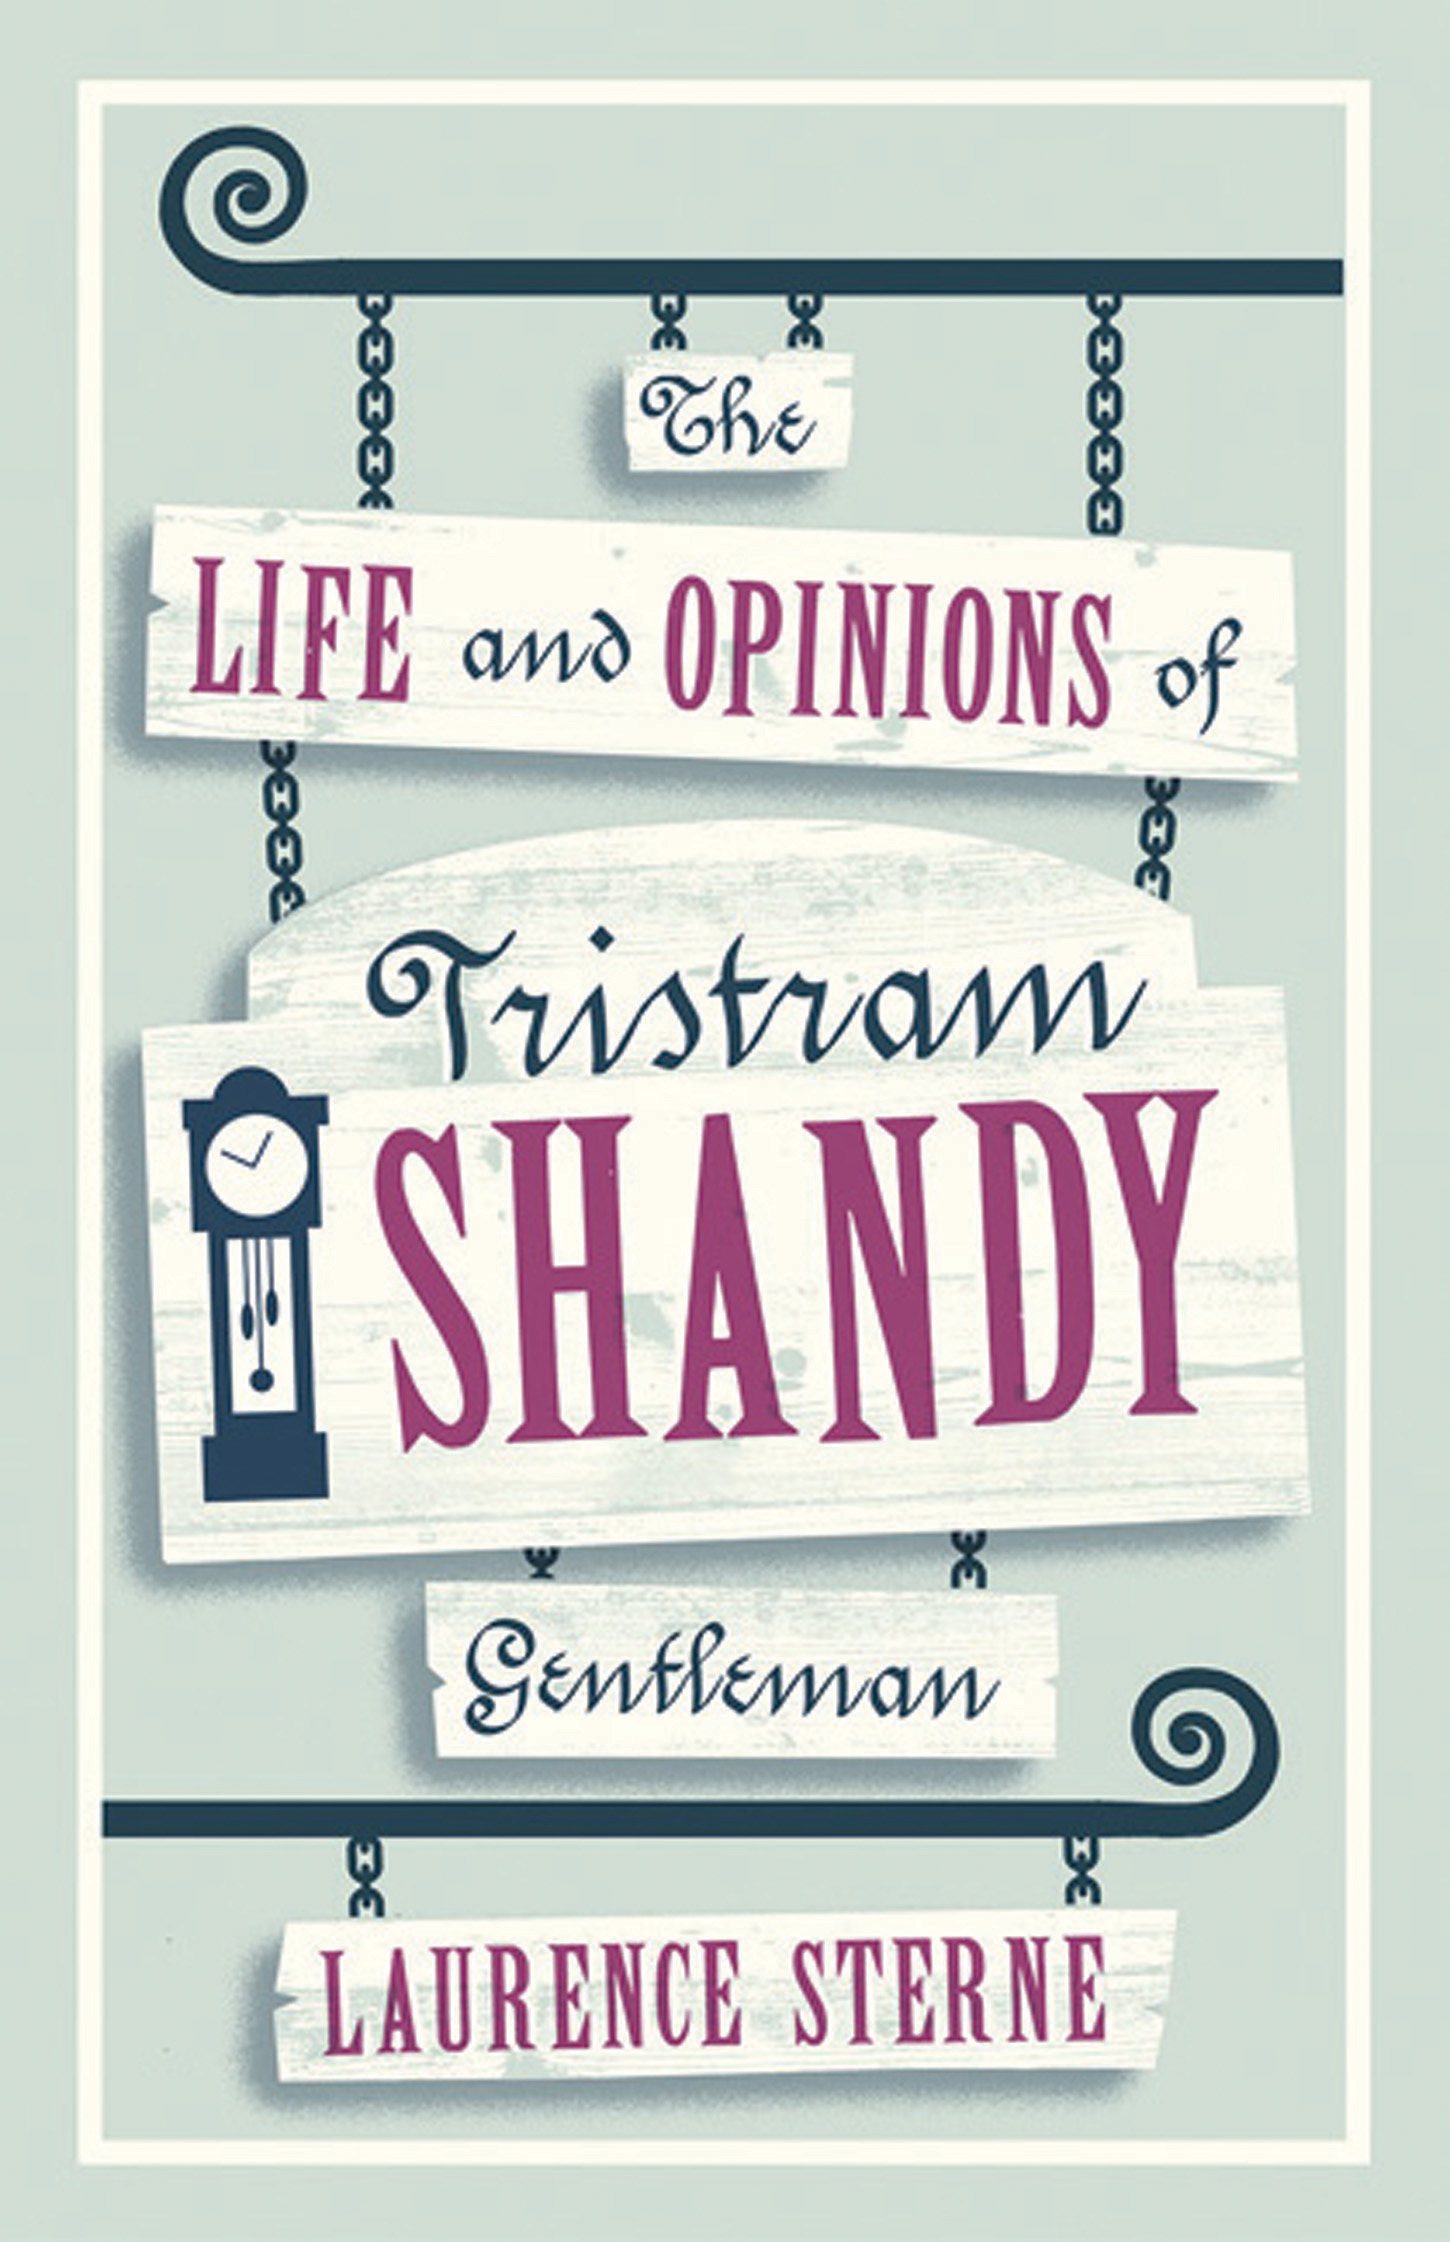 The
LIFE and OPINIONS of
Tristram
SHANDY
Gentleman
LAURENCE STERNE